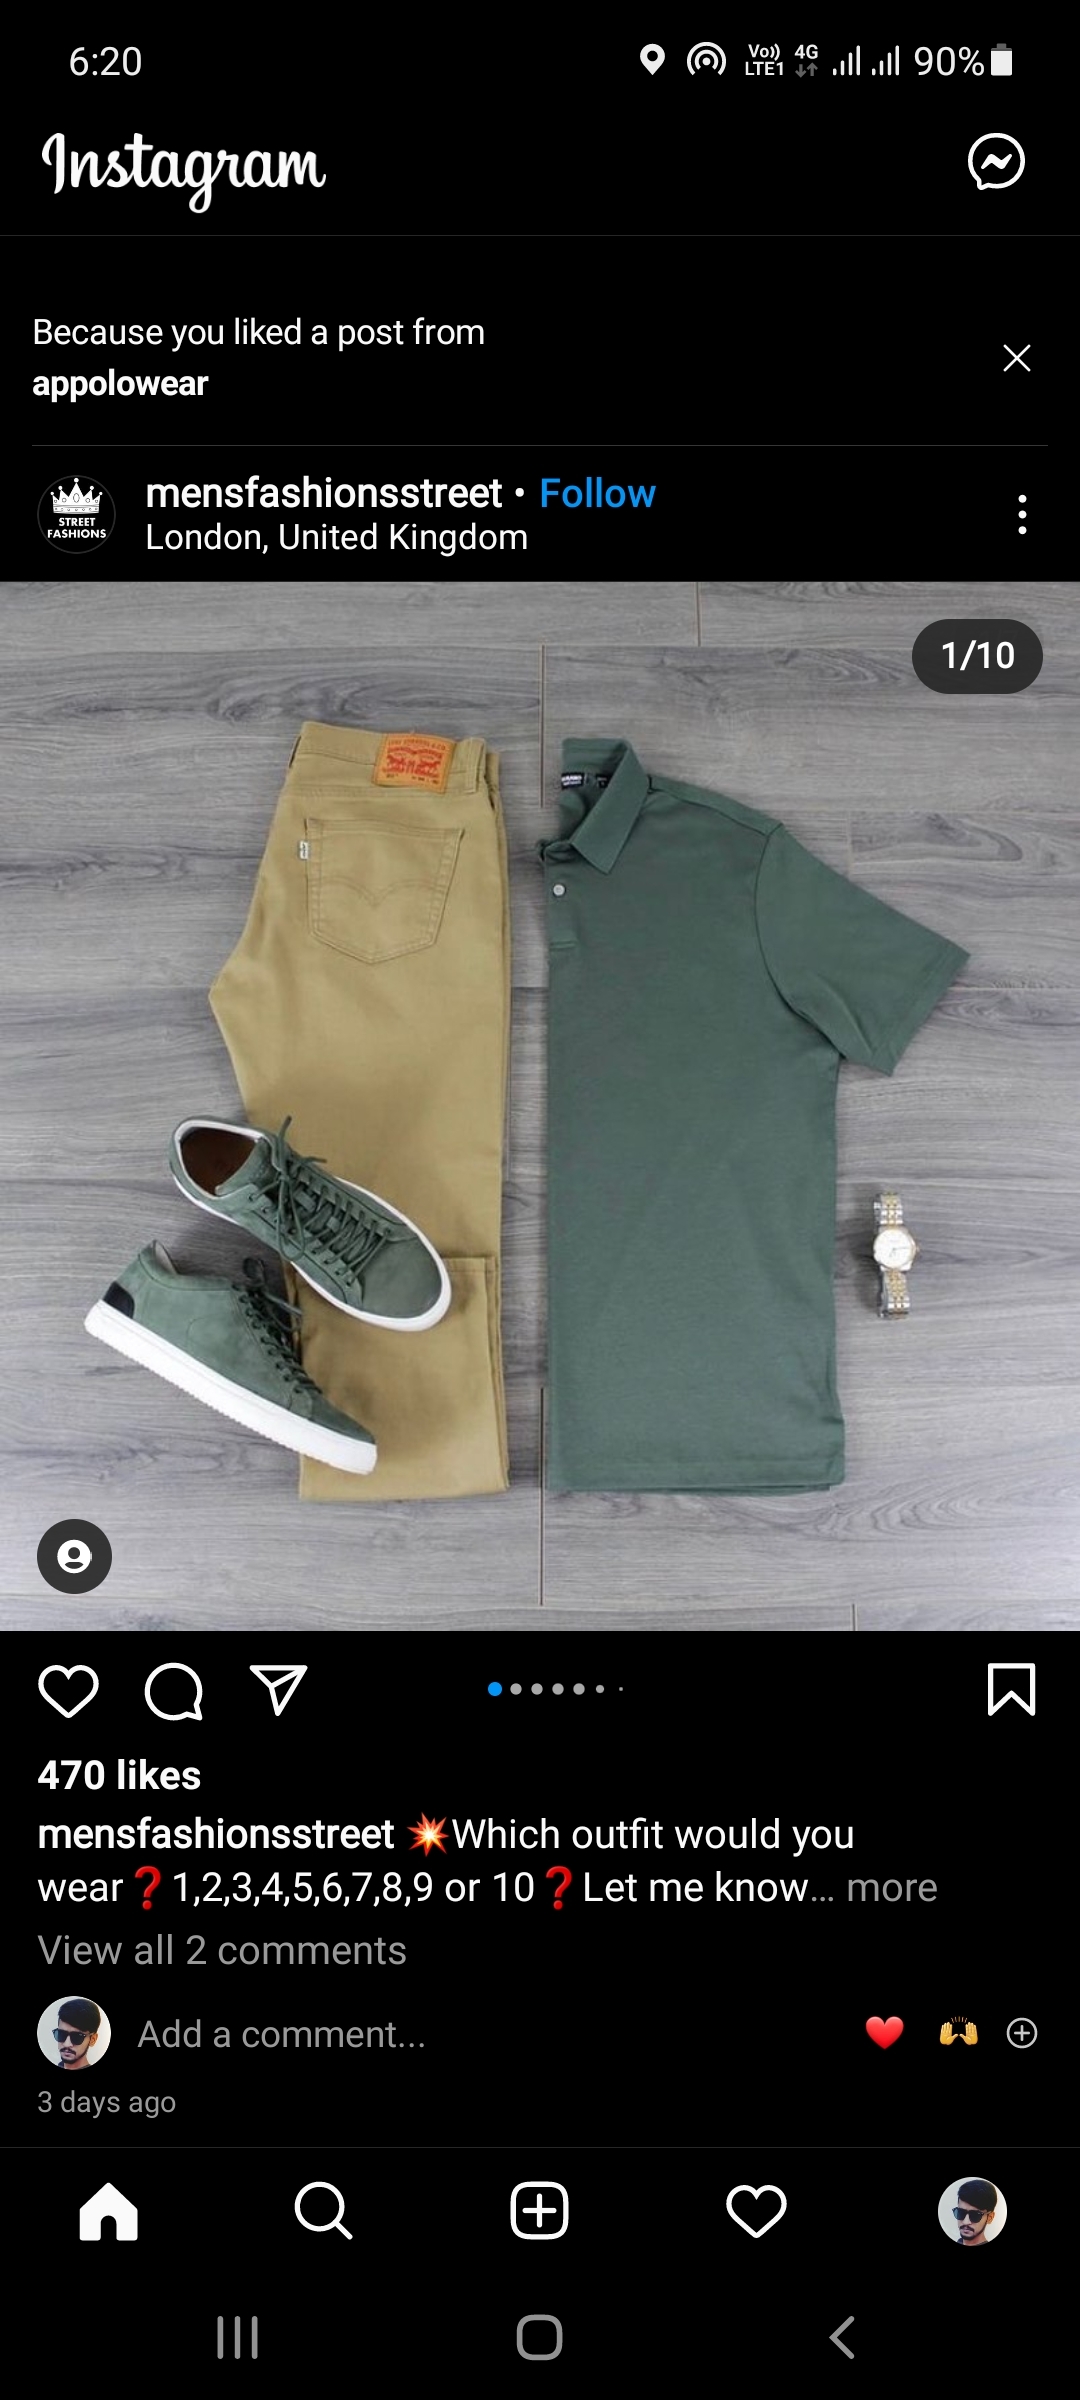 6:20
Vo)) LTE1 4G 90%
Instagram
Because you liked a post from
appolowear
mensfashionsstreet • Follow
London, United Kingdom
STREET
FASHIONS
1/10
470 likes
mensfashionsstreet 💥Which outfit would you
wear❓1,2,3,4,5,6,7,8,9 or 10❓Let me know... more
View all 2 comments
Add a comment...
3 days ago